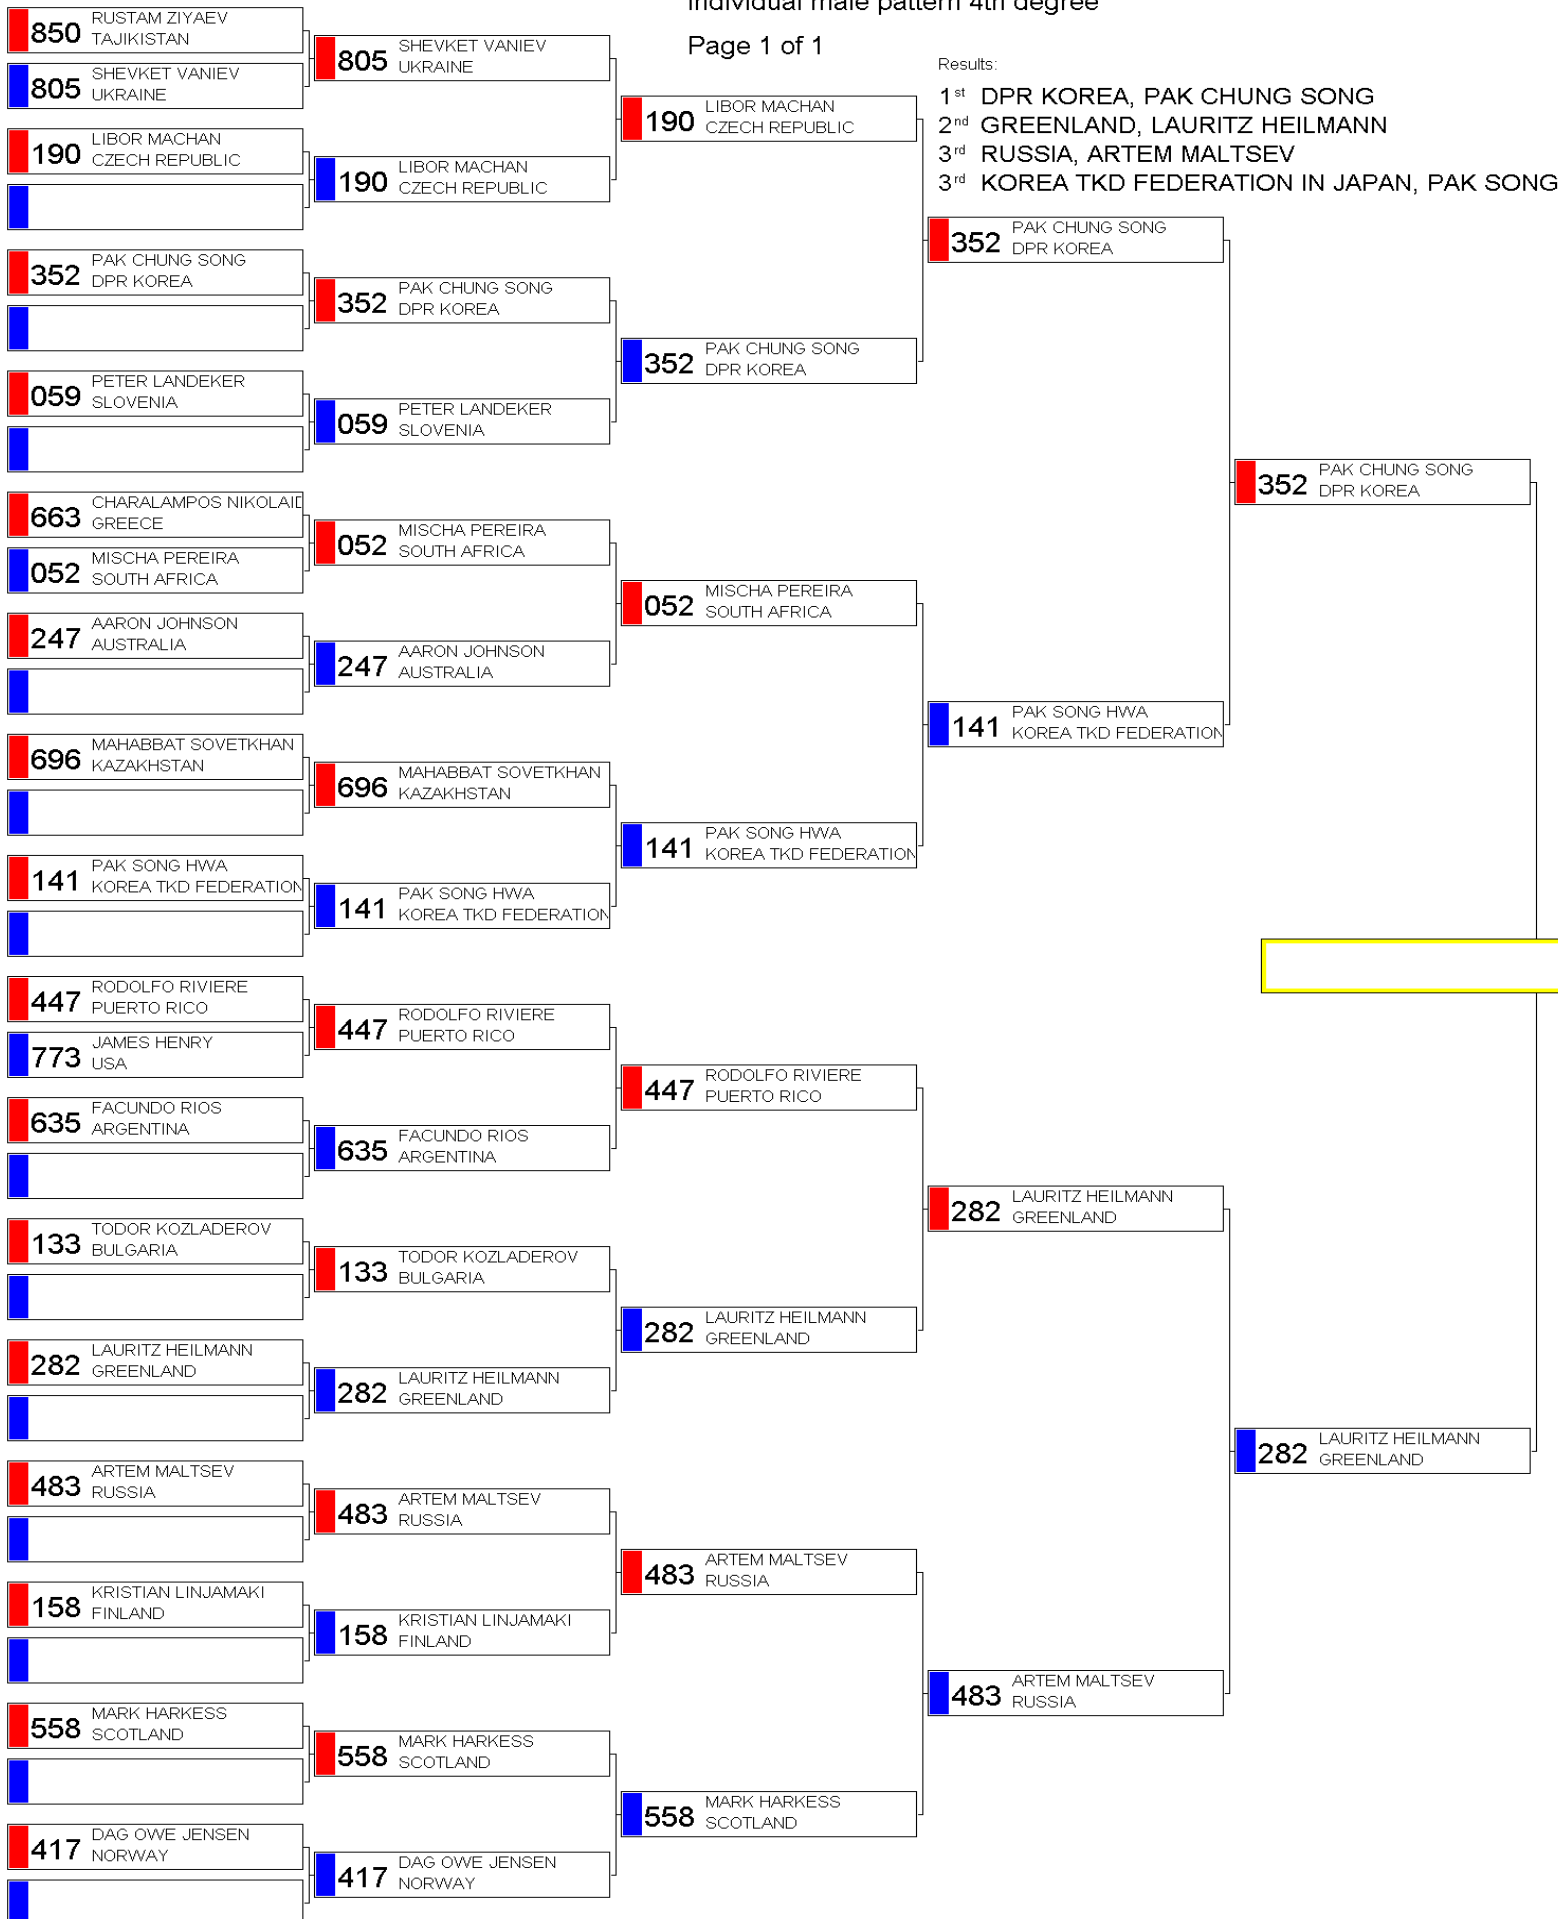 Individual male pattern 4th degree
Page 1 of 1
Results:
1st DPR KOREA, PAK CHUNG SONG
2nd GREENLAND, LAURITZ HEILMANN
3rd RUSSIA, ARTEM MALTSEV
3rd KOREA TKD FEDERATION IN JAPAN, PAK SONG
850 RUSTAM ZIYAEV
TAJIKISTAN
805 SHEVKET VANIEV
UKRAINE
190 LIBOR MACHAN
CZECH REPUBLIC
352 PAK CHUNG SONG
DPR KOREA
059 PETER LANDEKER
SLOVENIA
663 CHARALAMPOS NIKOLAID
GREECE
052 MISCHA PEREIRA
SOUTH AFRICA
247 AARON JOHNSON
AUSTRALIA
696 MAHABBAT SOVETKHAN
KAZAKHSTAN
141 PAK SONG HWA
KOREA TKD FEDERATION
447 RODOLFO RIVIERE
PUERTO RICO
773 JAMES HENRY
USA
635 FACUNDO RIOS
ARGENTINA
133 TODOR KOZLADEROV
BULGARIA
282 LAURITZ HEILMANN
GREENLAND
483 ARTEM MALTSEV
RUSSIA
158 KRISTIAN LINJAMAKI
FINLAND
558 MARK HARKESS
SCOTLAND
417 DAG OWE JENSEN
NORWAY
805 SHEVKET VANIEV
UKRAINE
190 LIBOR MACHAN
CZECH REPUBLIC
352 PAK CHUNG SONG
DPR KOREA
059 PETER LANDEKER
SLOVENIA
052 MISCHA PEREIRA
SOUTH AFRICA
247 AARON JOHNSON
AUSTRALIA
696 MAHABBAT SOVETKHAN
KAZAKHSTAN
141 PAK SONG HWA
KOREA TKD FEDERATION
447 RODOLFO RIVIERE
PUERTO RICO
635 FACUNDO RIOS
ARGENTINA
133 TODOR KOZLADEROV
BULGARIA
282 LAURITZ HEILMANN
GREENLAND
483 ARTEM MALTSEV
RUSSIA
158 KRISTIAN LINJAMAKI
FINLAND
558 MARK HARKESS
SCOTLAND
417 DAG OWE JENSEN
NORWAY
190 LIBOR MACHAN
CZECH REPUBLIC
352 PAK CHUNG SONG
DPR KOREA
052 MISCHA PEREIRA
SOUTH AFRICA
141 PAK SONG HWA
KOREA TKD FEDERATION
447 RODOLFO RIVIERE
PUERTO RICO
282 LAURITZ HEILMANN
GREENLAND
483 ARTEM MALTSEV
RUSSIA
558 MARK HARKESS
SCOTLAND
352 PAK CHUNG SONG
DPR KOREA
141 PAK SONG HWA
KOREA TKD FEDERATION
282 LAURITZ HEILMANN
GREENLAND
483 ARTEM MALTSEV
RUSSIA
352 PAK CHUNG SONG
DPR KOREA
282 LAURITZ HEILMANN
GREENLAND